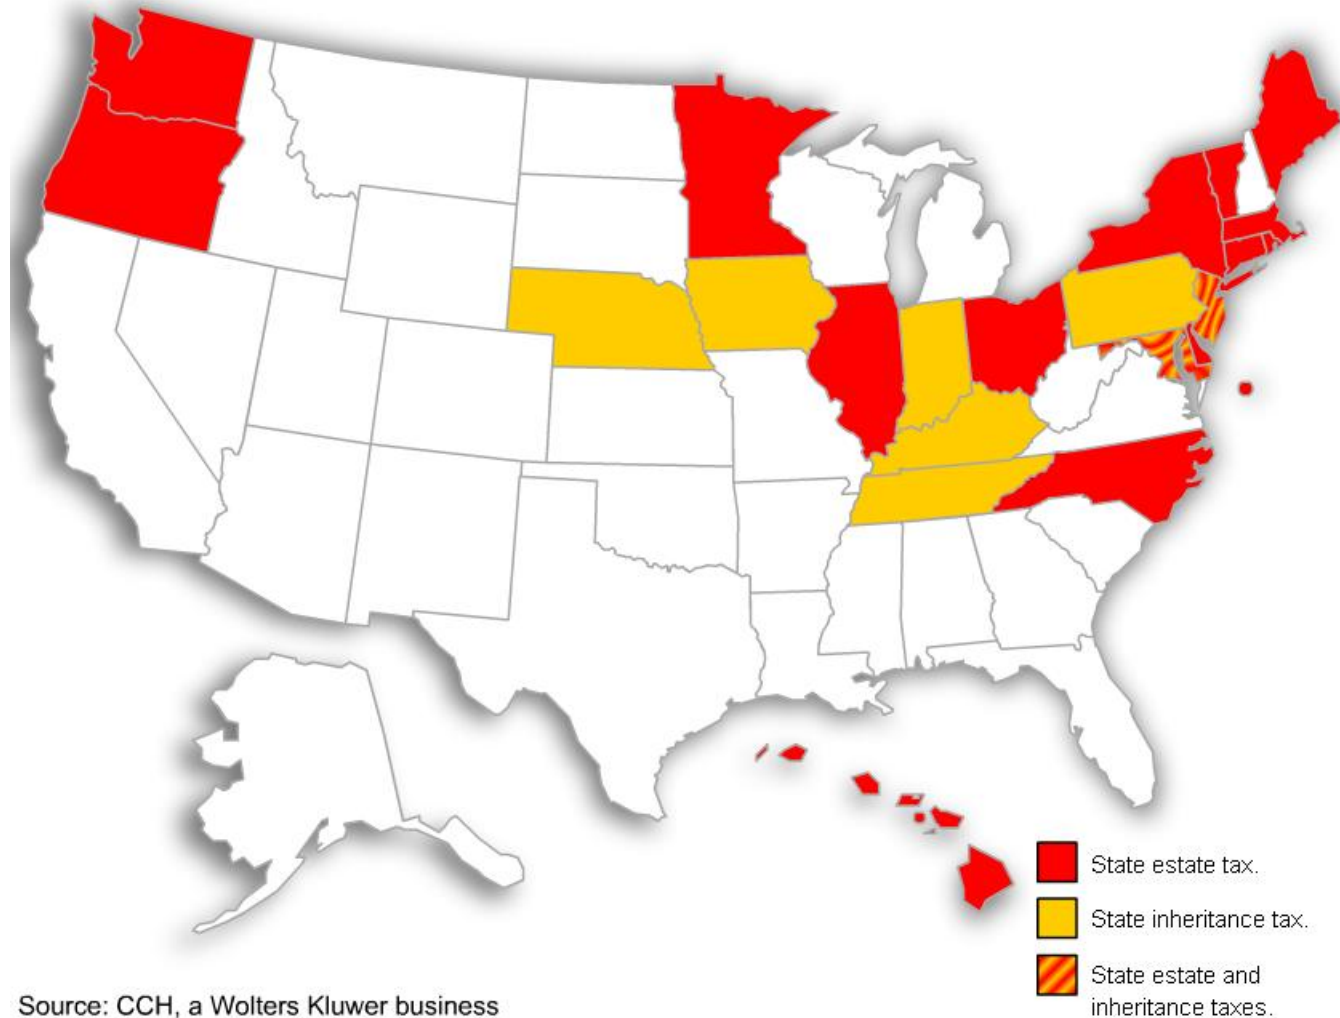 State estate tax.
State inheritance tax.
State estate and
inheritance taxes.
Source: CCH, a Wolters Kluwer business